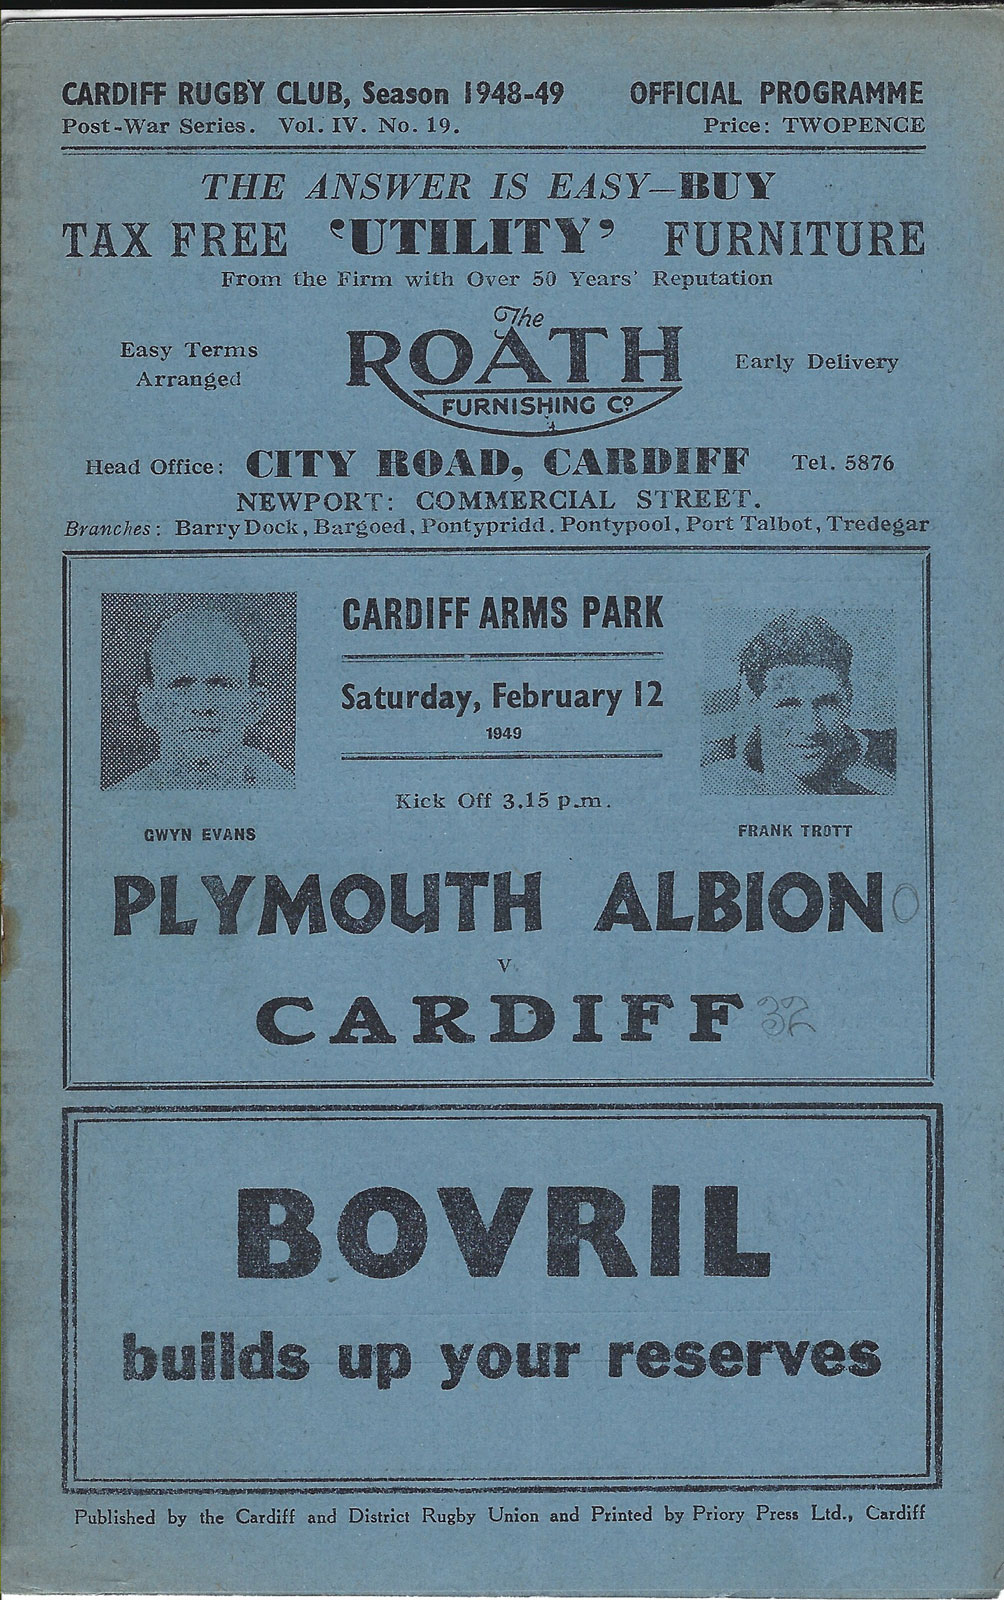 CARDIFF RUGBY CLUB, Season 1948-49 OFFICIAL PROGRAMME
Post-War Series. Vol. IV. No. 19. Price: TWOPENCE
THE ANSWER IS EASY—BUY
TAX FREE 'UTILITY' FURNITURE
From the Firm with Over 50 Years' Reputation
Easy Terms
Arranged
The
ROATH
FURNISHING Co.
Early Delivery
Head Office: CITY ROAD, CARDIFF Tel. 5876
NEWPORT: COMMERCIAL STREET.
Branches: Barry Dock, Bargoed, Pontypridd. Pontypool, Port Talbot, Tredegar
CARDIFF ARMS PARK
Saturday, February 12
1949
Kick Off 3.15 p.m.
GWYN EVANS
FRANK TROTT
PLYMOUTH ALBION 0
v
CARDIFF 32
BOVRIL
builds up your reserves
Published by the Cardiff and District Rugby Union and Printed by Priory Press Ltd., Cardiff